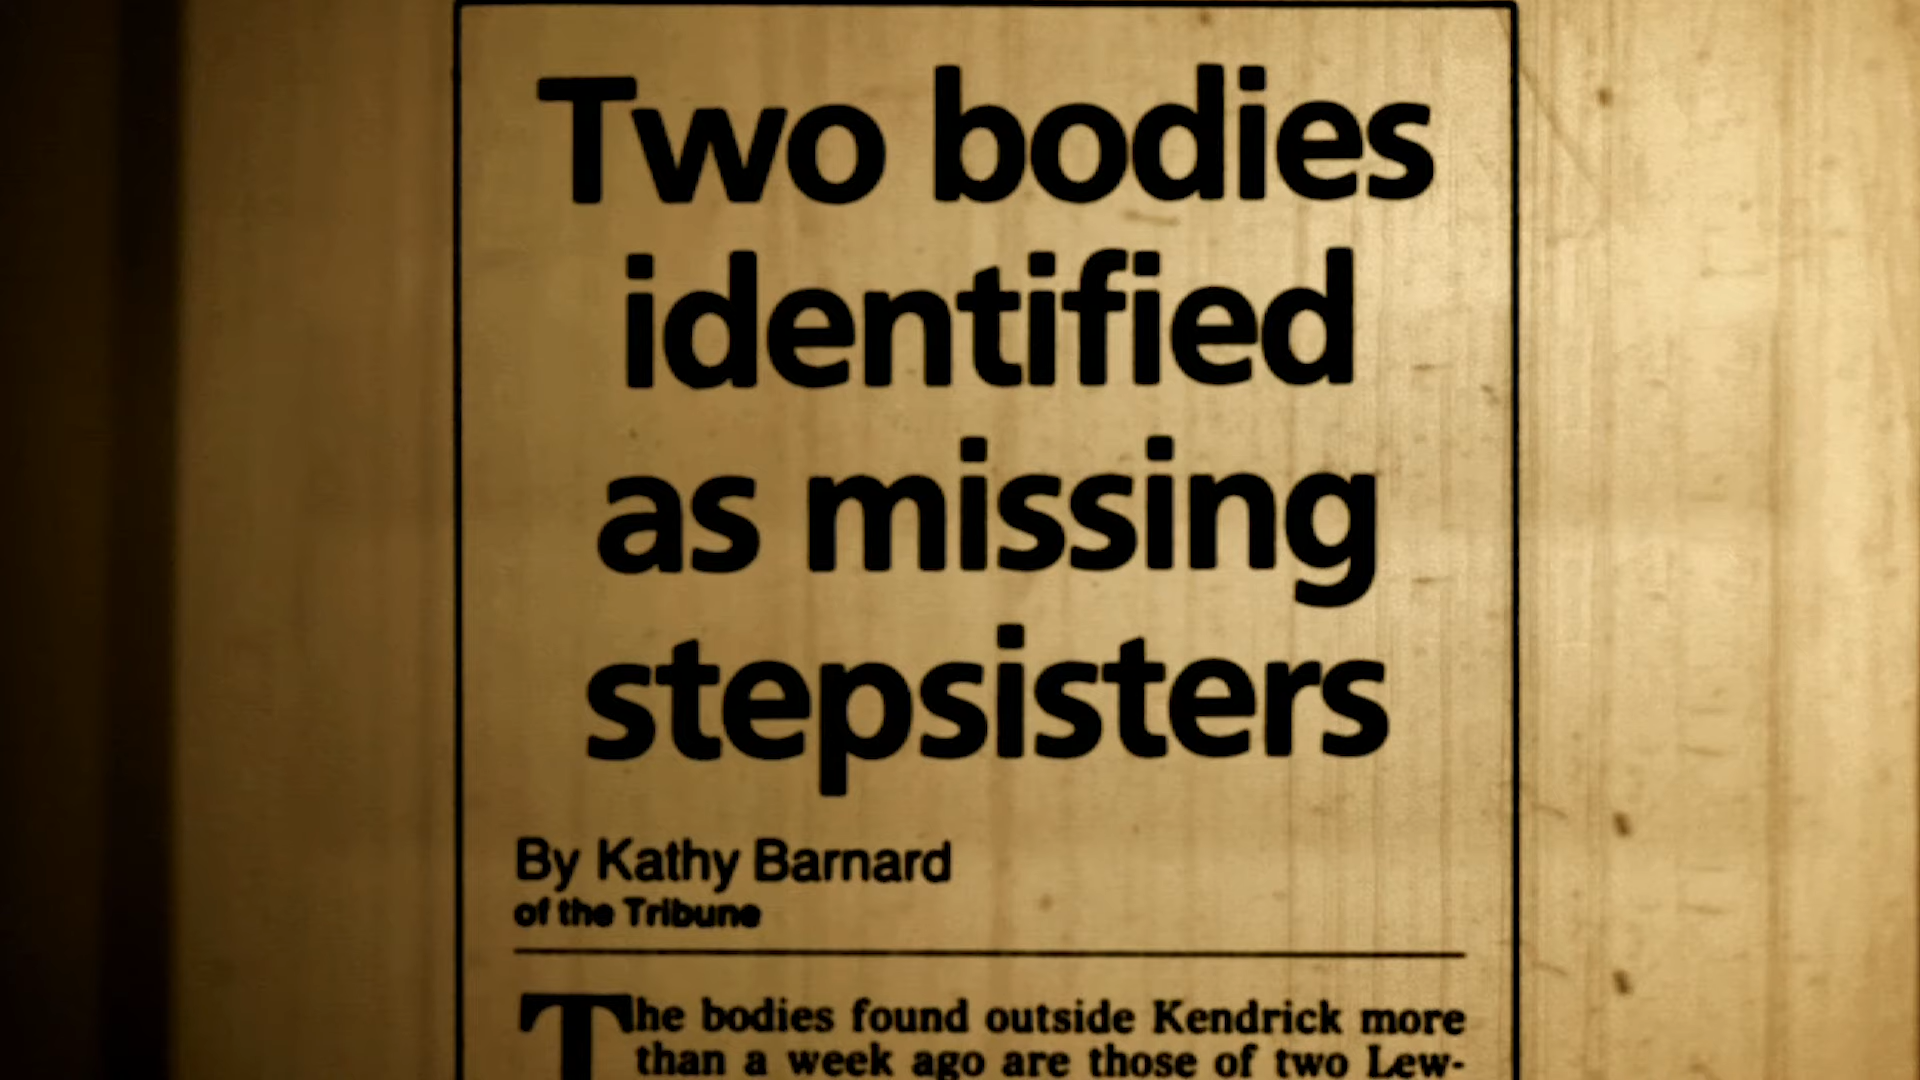 Two bodies
identified
as missing
stepsisters
By Kathy Barnard
of the Tribune
The bodies found outside Kendrick more
than a week ago are those of two Lew-